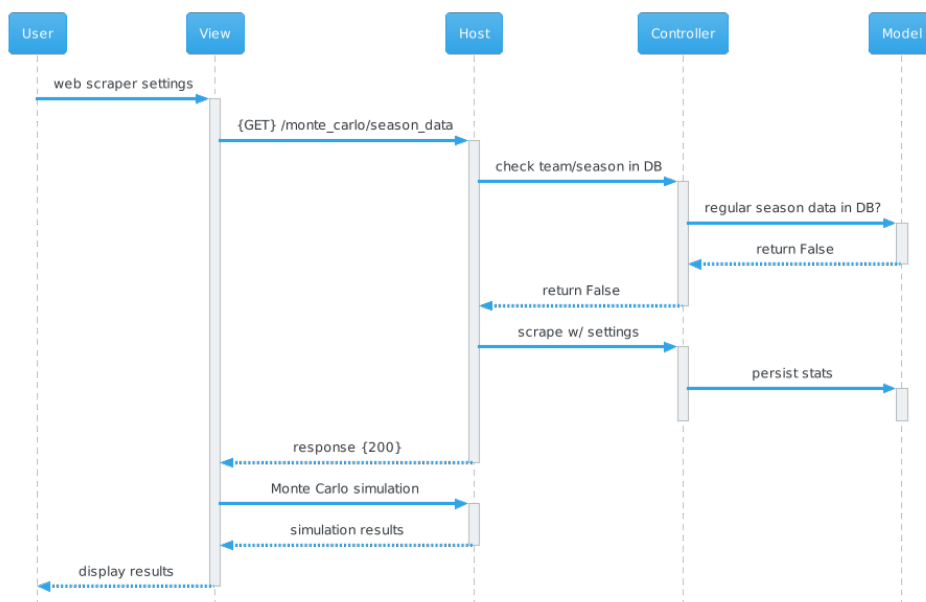 User
View
Host
Controller
Model
web scraper settings
{GET} /monte_carlo/season_data
check team/season in DB
regular season data in DB?
return False
return False
scrape w/ settings
persist stats
response {200}
Monte Carlo simulation
simulation results
display results